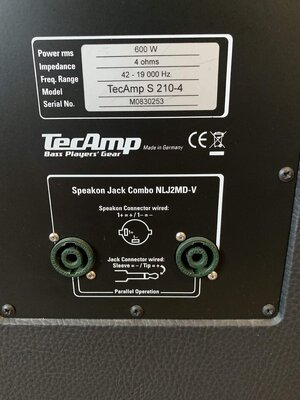 Power rms 600 W
Impedance 4 ohms
Freq. Range 42 - 19 000 Hz.
Model TecAmp S 210-4
Serial No. M0830253
TecAmp
Bass Players' Gear
Made in Germany
CE
Speakon Jack Combo NLJ2MD-V
Speakon Connector wired:
1+ = + / 1- = -
1+
1-
Jack Connector wired:
Sleeve = - / Tip = +
Parallel Operation